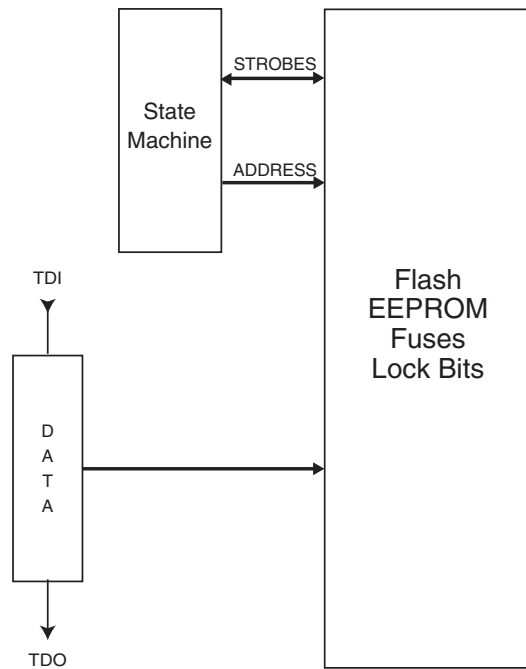 STROBES
State
Machine
ADDRESS
TDI
Flash
EEPROM
Fuses
Lock Bits
D
A
T
A
TDO